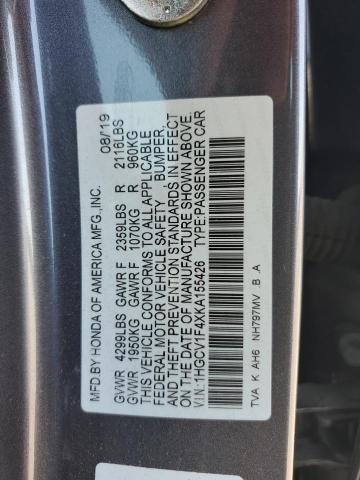 MFD. BY HONDA OF AMERICA MFG.,INC. 08/19
GVWR 4299LBS GAWR F 2359LBS R 2116LBS
GVWR 1950KG GAWR F 1070KG R 960KG
THIS VEHICLE CONFORMS TO ALL APPLICABLE
FEDERAL MOTOR VEHICLE SAFETY, BUMPER,
AND THEFT PREVENTION STANDARDS IN EFFECT
ON THE DATE OF MANUFACTURE SHOWN ABOVE.
V.I.N.:1HGCV1F4XKA155426 TYPE:PASSENGER CAR
TVA K AH6 NH797MV .B .A